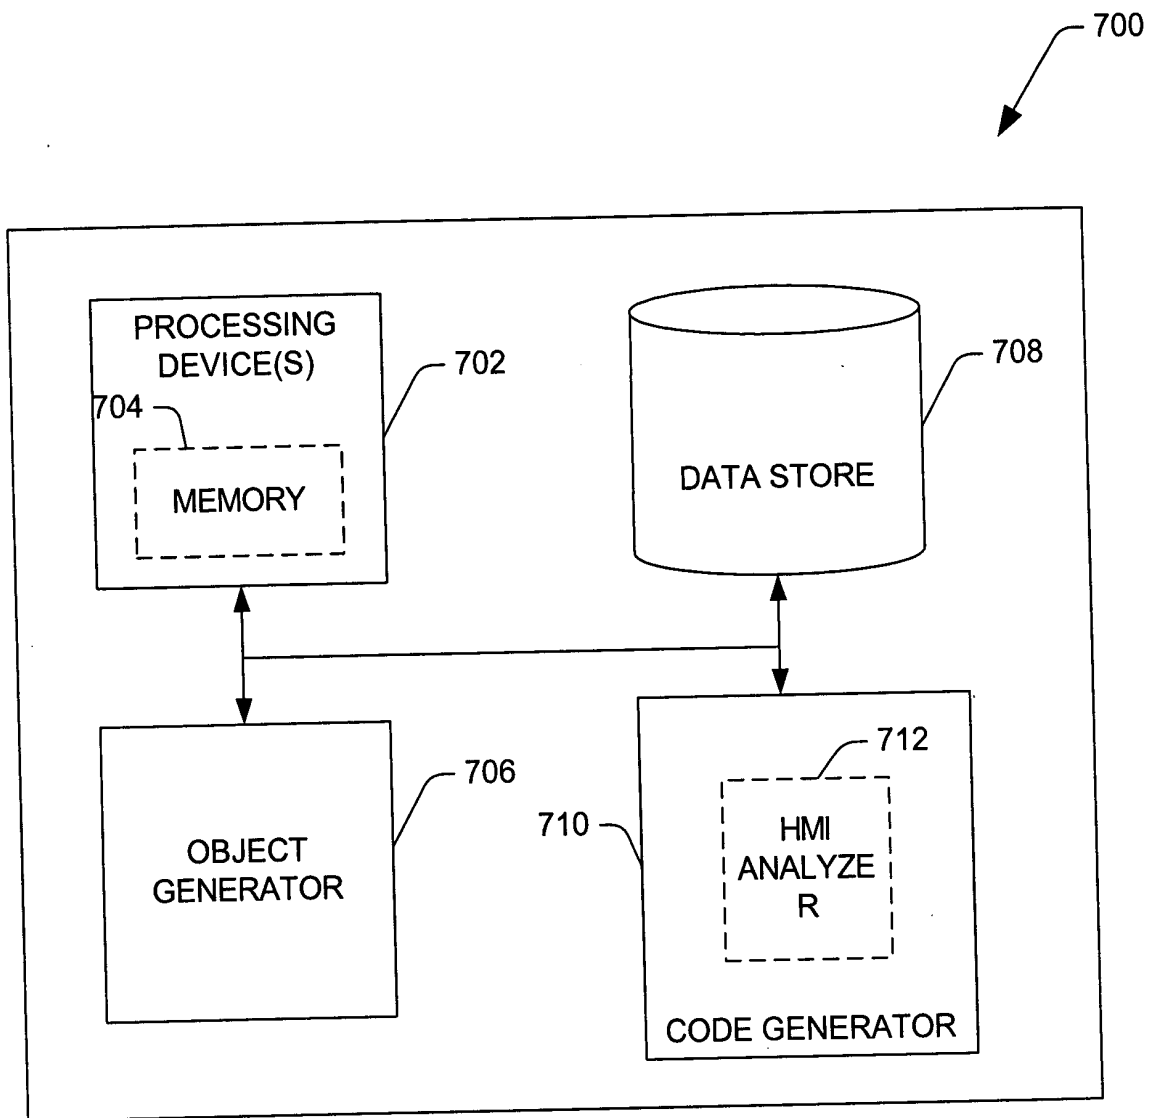 700
PROCESSING
DEVICE(S)
702
704
MEMORY
708
DATA STORE
706
OBJECT
GENERATOR
710
712
HMI
ANALYZE
R
CODE GENERATOR